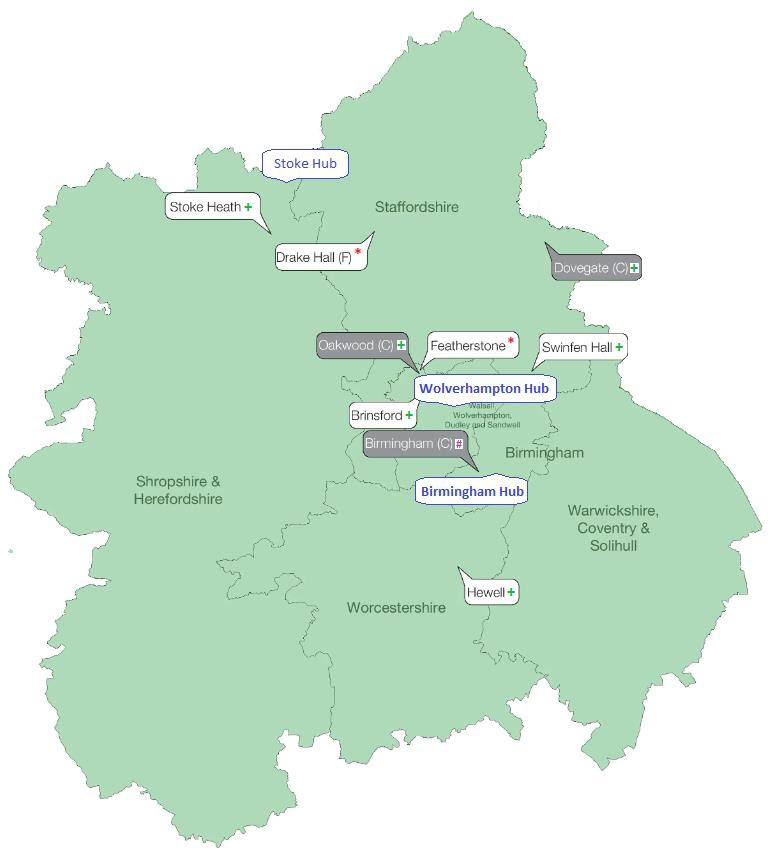 Stoke Hub
Stoke Heath +
Staffordshire
Drake Hall (F) *
Dovegate (C) +
Oakwood (C) +
Featherstone *
Swinfen Hall +
Wolverhampton Hub
Walsall,
Wolverhampton,
Dudley and Sandwell
Brinsford +
Birmingham (C) #
Birmingham
Shropshire &
Herefordshire
Birmingham Hub
Warwickshire,
Coventry &
Solihull
Hewell +
Worcestershire